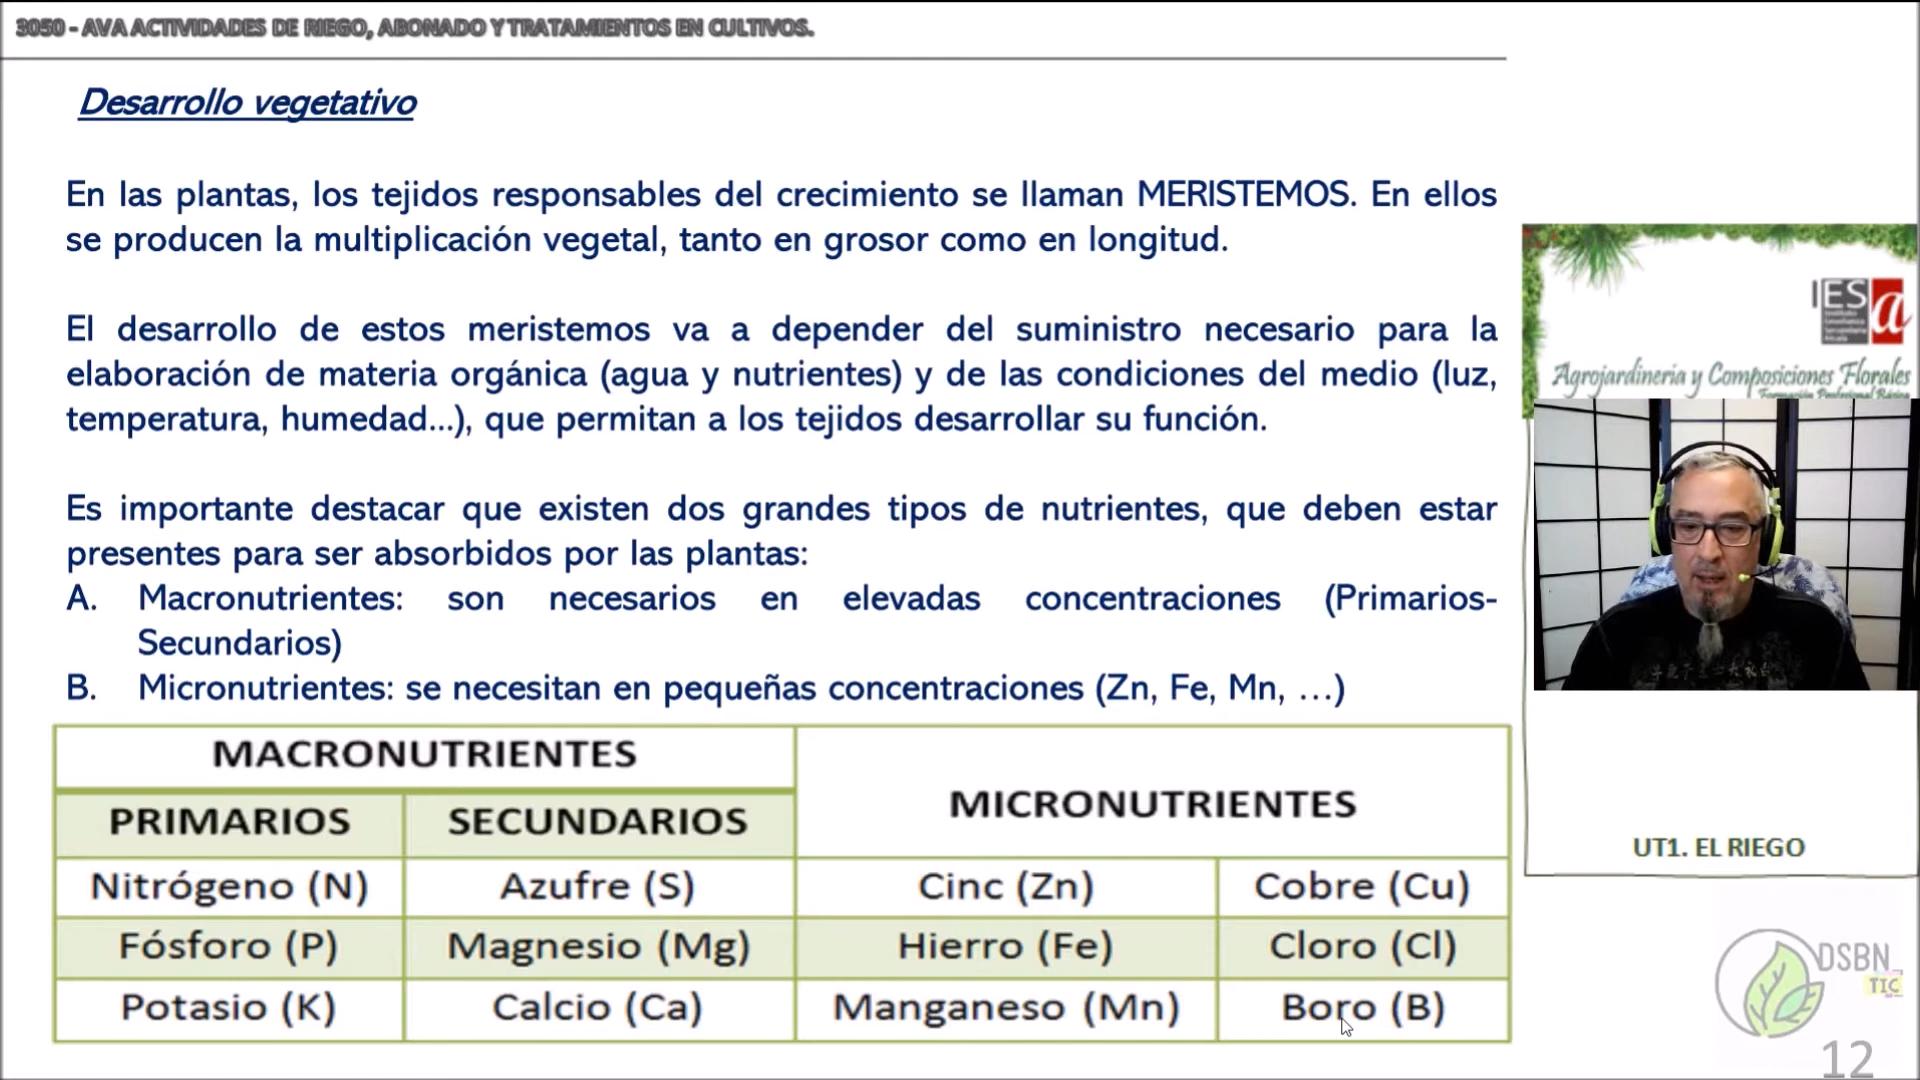 3050 - AVA ACTIVIDADES DE RIEGO, ABONADO Y TRATAMIENTOS EN CULTIVOS.
Desarrollo vegetativo
En las plantas, los tejidos responsables del crecimiento se llaman MERISTEMOS. En ellos
se producen la multiplicación vegetal, tanto en grosor como en longitud.
El desarrollo de estos meristemos va a depender del suministro necesario para la
elaboración de materia orgánica (agua y nutrientes) y de las condiciones del medio (luz,
temperatura, humedad...), que permitan a los tejidos desarrollar su función.
Es importante destacar que existen dos grandes tipos de nutrientes, que deben estar
presentes para ser absorbidos por las plantas:
A. Macronutrientes: son necesarios en elevadas concentraciones (Primarios-
Secundarios)
B. Micronutrientes: se necesitan en pequeñas concentraciones (Zn, Fe, Mn, ...)
MACRONUTRIENTES
MICRONUTRIENTES
PRIMARIOS SECUNDARIOS
Nitrógeno (N) Azufre (S) Cinc (Zn) Cobre (Cu)
Fósforo (P) Magnesio (Mg) Hierro (Fe) Cloro (Cl)
Potasio (K) Calcio (Ca) Manganeso (Mn) Boro (B)
IES a
Agrojardineria y Composiciones Florales
Formación Profesional Básica
UT1. EL RIEGO
DSBN_
TIC
12